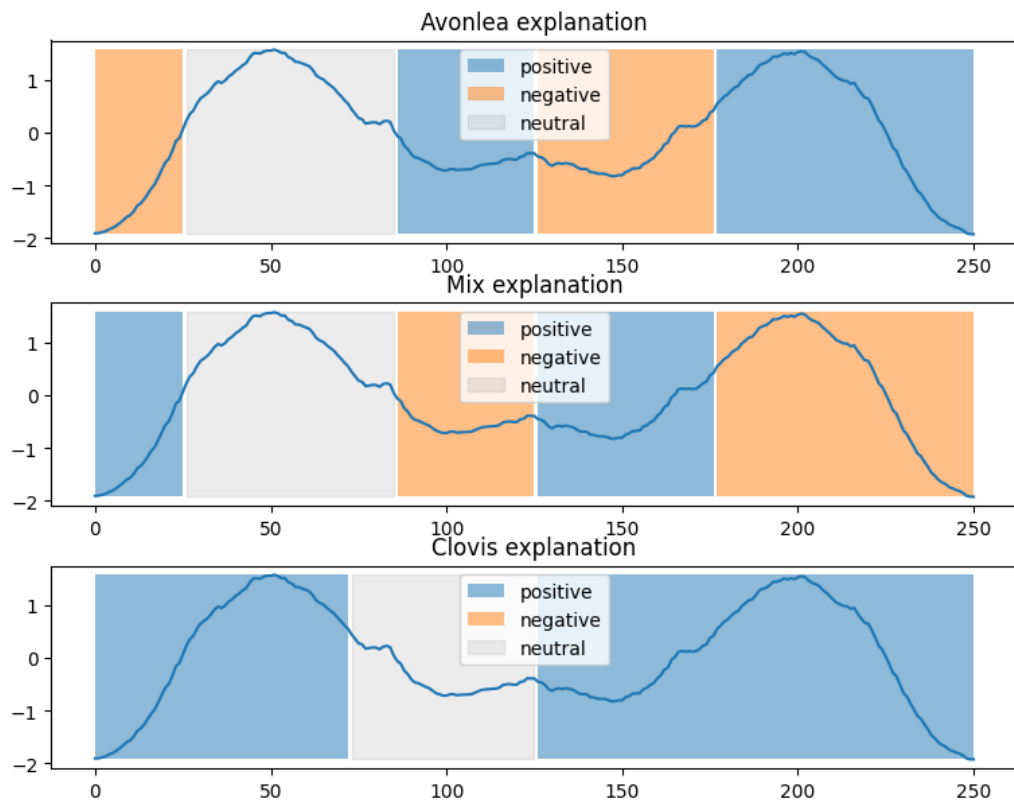 Avonlea explanation
positive
negative
neutral
1
0
−1
−2
0 50 100 150 200 250
Mix explanation
positive
negative
neutral
1
0
−1
−2
0 50 100 150 200 250
Clovis explanation
positive
negative
neutral
1
0
−1
−2
0 50 100 150 200 250